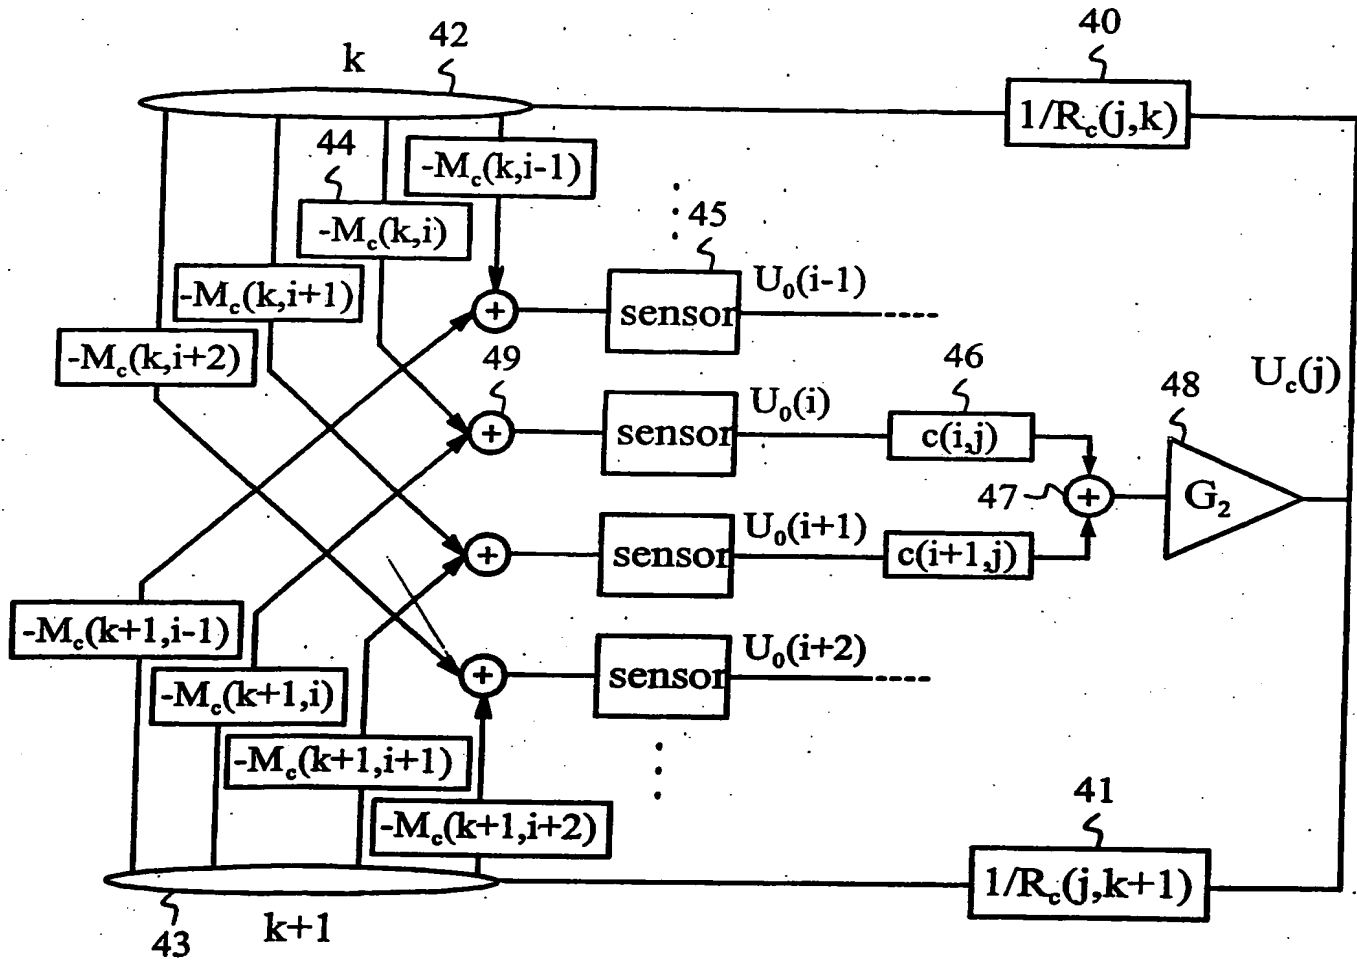 42
40
k
1/R_c(j,k)
44
-M_c(k,i-1)
45
-M_c(k,i)
U_0(i-1)
-M_c(k,i+1)
sensor
-M_c(k,i+2)
49
46
U_c(j)
48
U_0(i)
sensor
c(i,j)
+
+
47
+
G_2
U_0(i+1)
+
sensor
c(i+1,j)
-M_c(k+1,i-1)
U_0(i+2)
+
sensor
-M_c(k+1,i)
-M_c(k+1,i+1)
41
-M_c(k+1,i+2)
1/R_c(j,k+1)
43
k+1